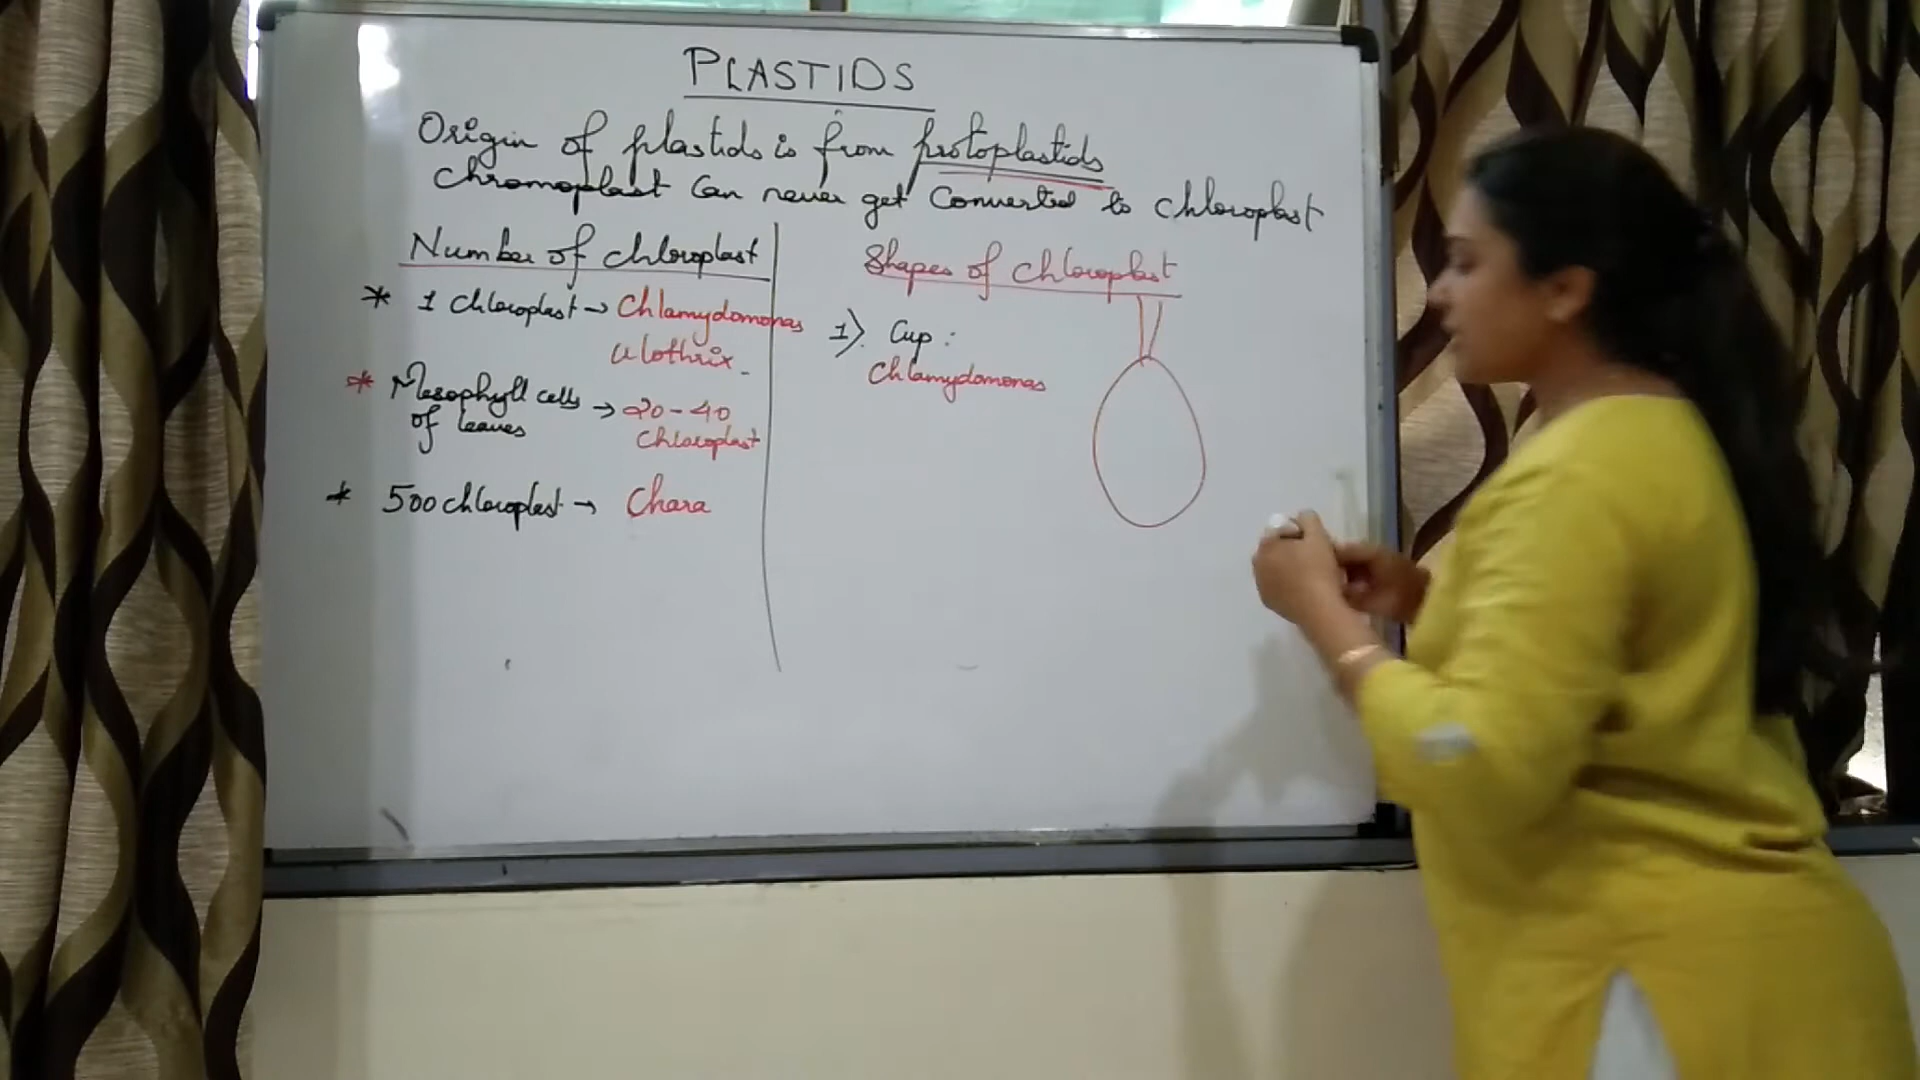 PLASTIDS
Origin of plastids is from protoplastids
Chromoplast Can never get Converted to chloroplast
Number of chloroplast
* 1 Chloroplast → Chlamydomonas
Ulothrix
* Mesophyll cells → 20-40
of leaves Chloroplast
* 500 chloroplast → Chara
Shapes of chloroplast
1) Cup :
Chlamydomonas